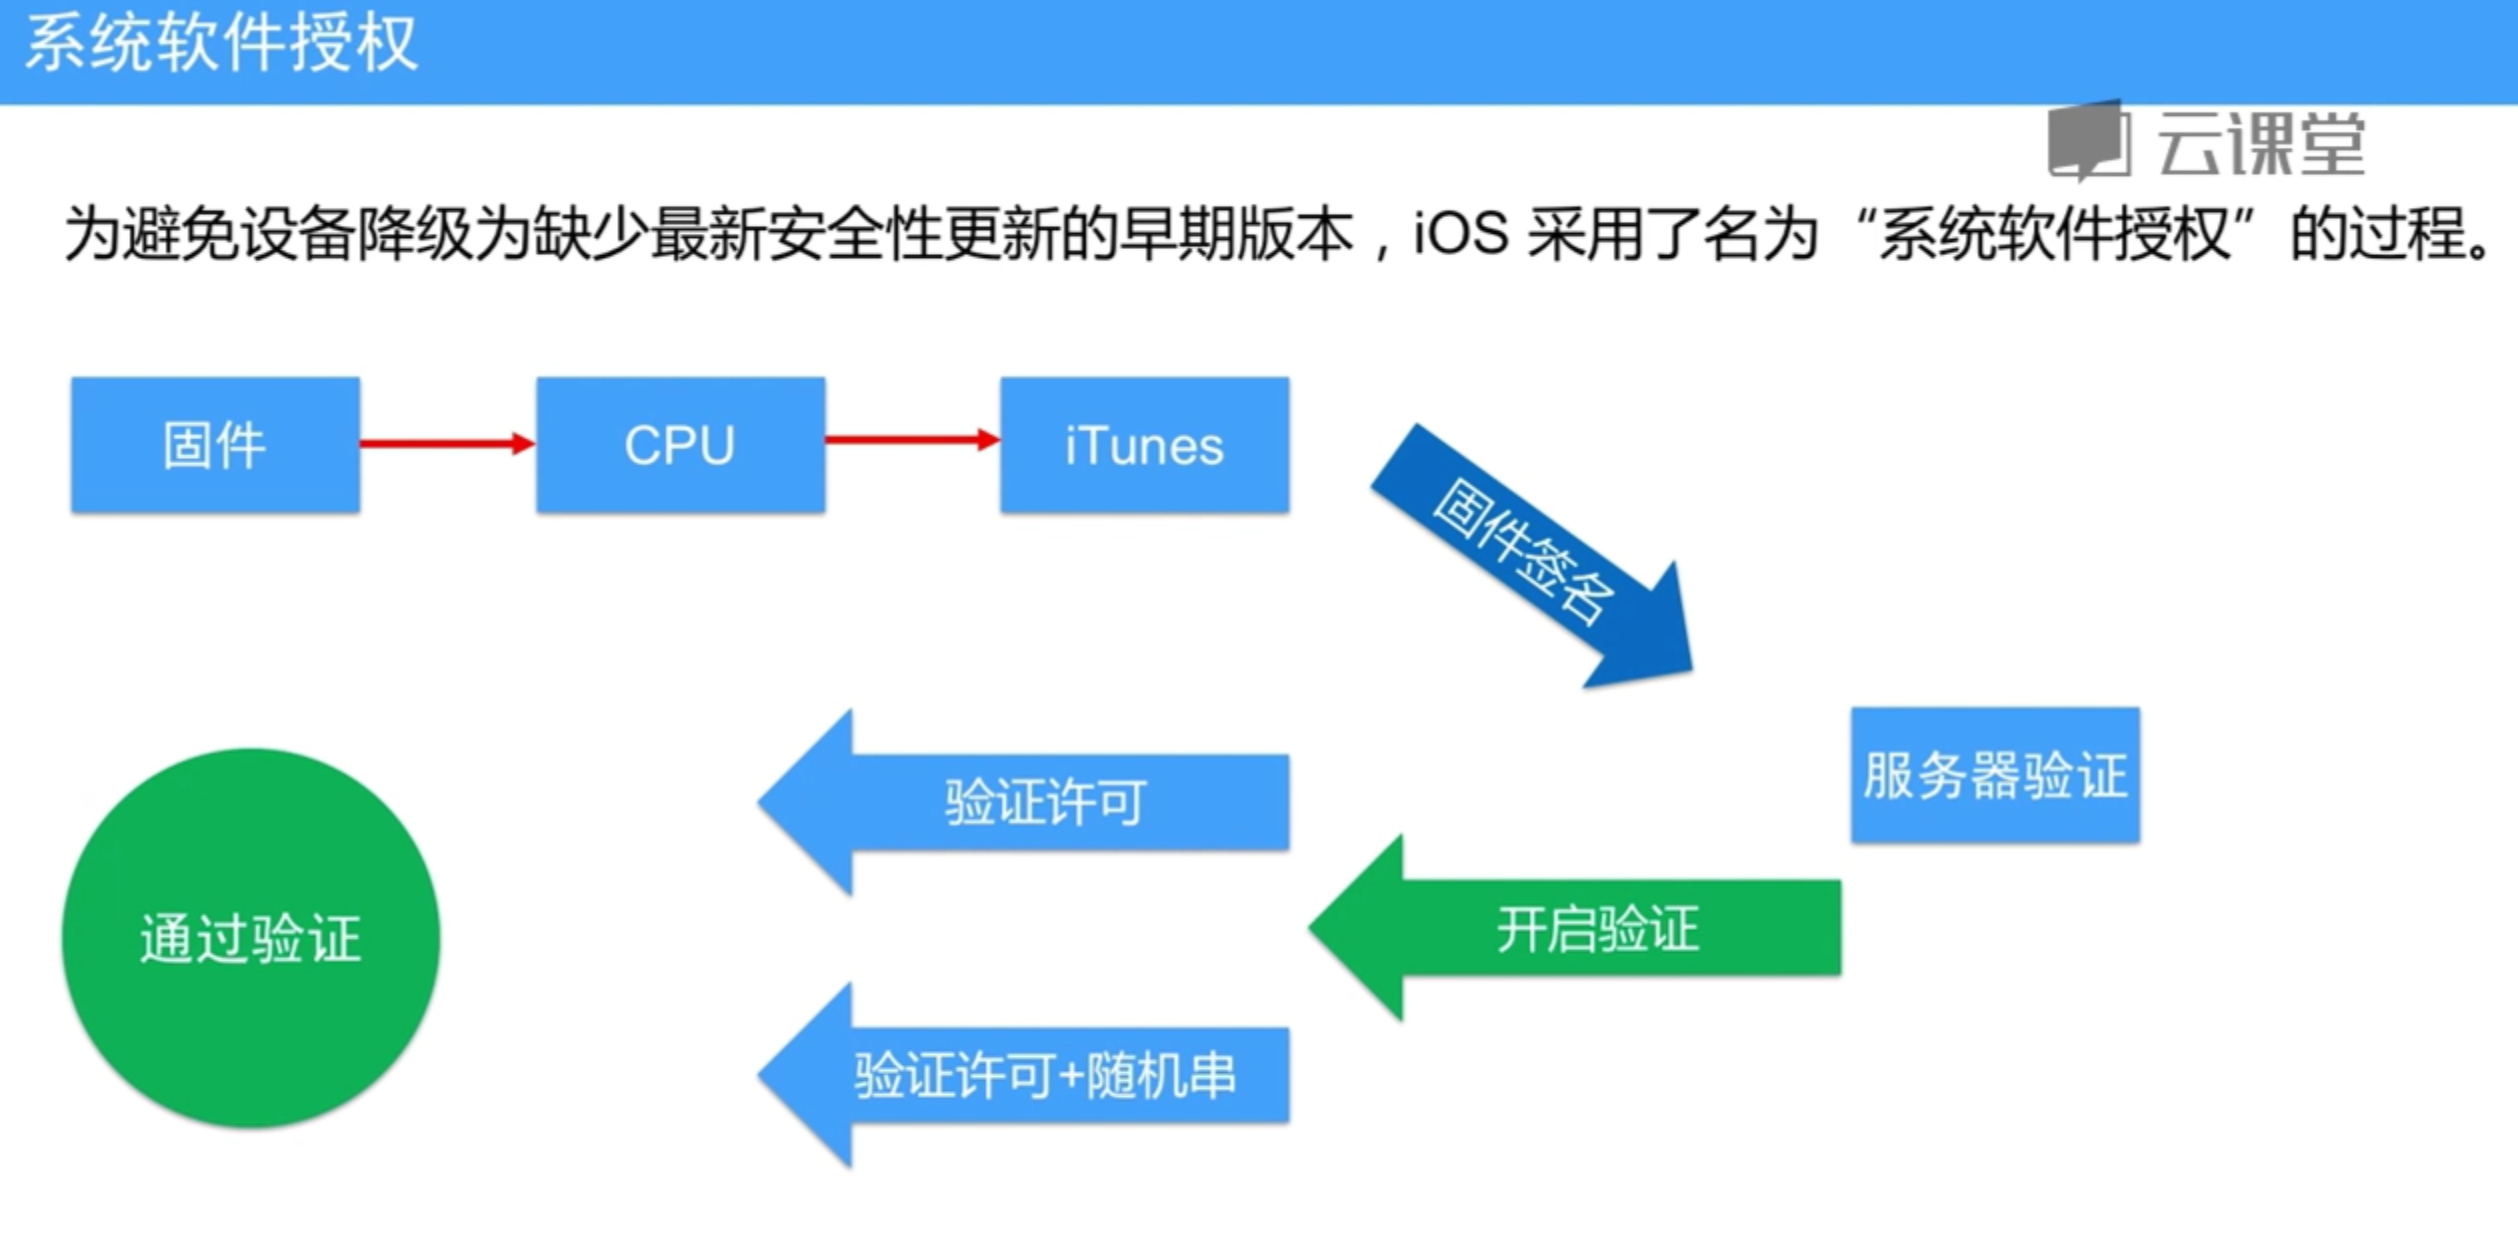 系统软件授权
云课堂
为避免设备降级为缺少最新安全性更新的早期版本，iOS 采用了名为“系统软件授权”的过程。
固件
CPU
iTunes
固件签名
服务器验证
验证许可
开启验证
通过验证
验证许可+随机串